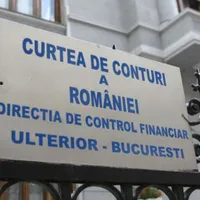 CURTEA DE CONTURI
A
ROMÂNIEI
DIRECTIA DE CONTROL FINANCIAR
ULTERIOR - BUCURESTI